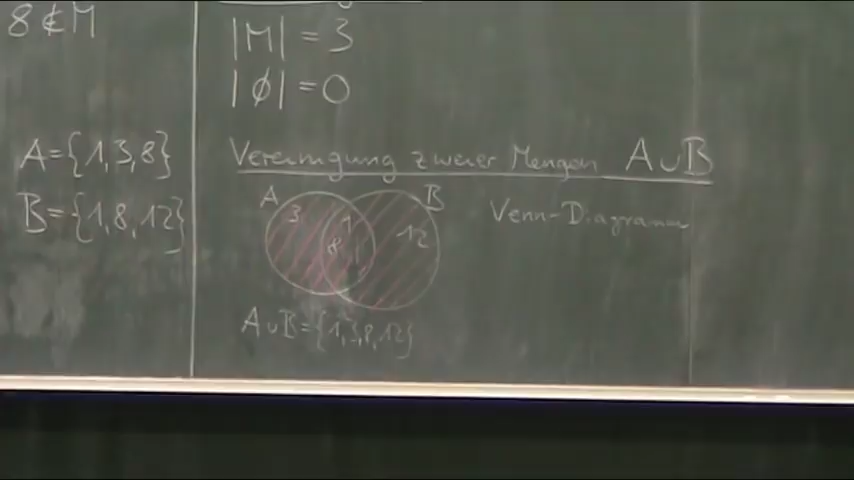 8 ∉ M
A={1,3,8}
B={1,8,12}
|M| = 3
|∅| = 0
Vereinigung zweier Mengen A∪B
A
B
3
1
8
12
Venn-Diagramm
A∪B={1,3,8,12}